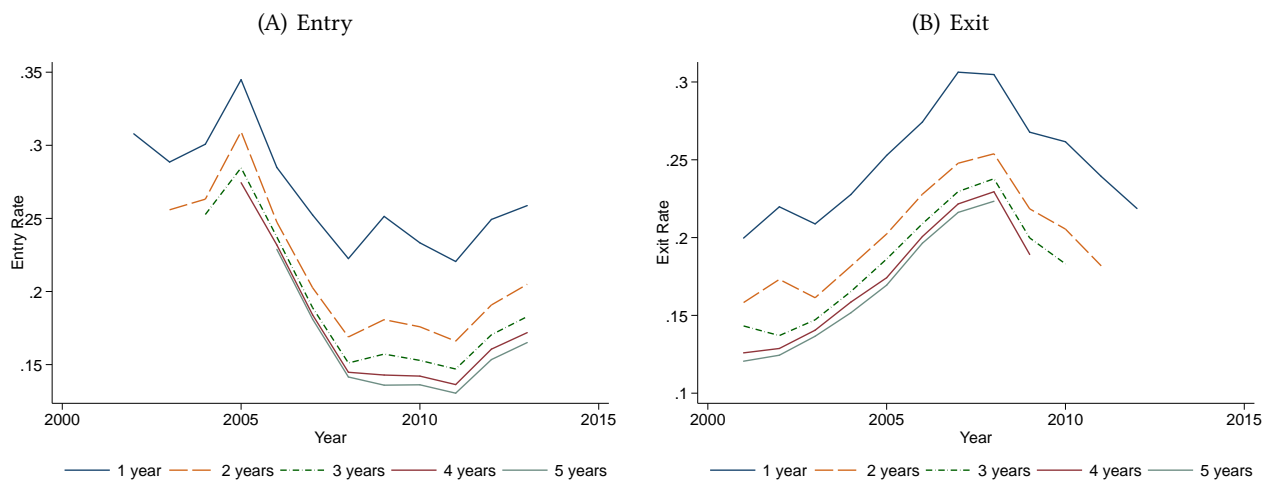 (A) Entry
.35
.3
.25
.2
.15
Entry Rate
2000 2005 2010 2015
Year
1 year 2 years 3 years 4 years 5 years
(B) Exit
.3
.25
.2
.15
.1
Exit Rate
2000 2005 2010 2015
Year
1 year 2 years 3 years 4 years 5 years